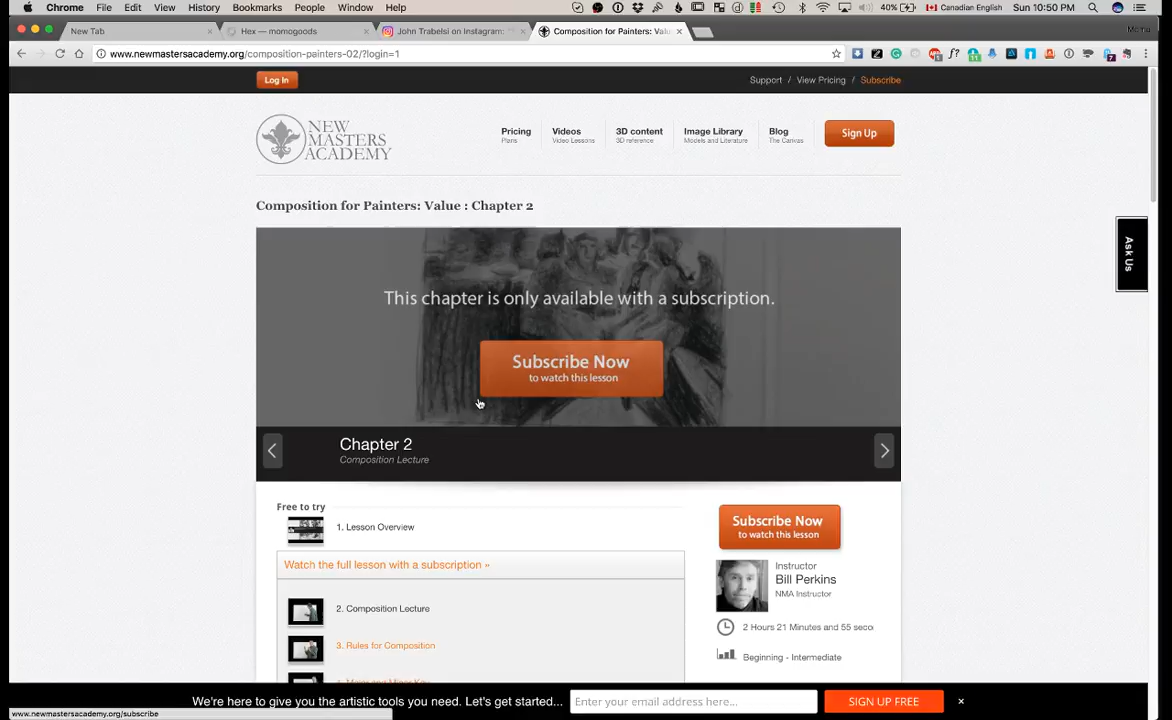 Chrome File Edit View History Bookmarks People Window Help 40% Canadian English Sun 10:50 PM
New Tab Hex — momogoods John Trabelsi on Instagram: Composition for Painters: Valu
www.newmastersacademy.org/composition-painters-02/?login=1
Log In Support / View Pricing / Subscribe
NEW MASTERS ACADEMY
Pricing Videos 3D content Image Library Blog Sign Up
Plans Video Lessons 3D reference Models and Literature The Canvas
Composition for Painters: Value : Chapter 2
Ask Us
This chapter is only available with a subscription.
Subscribe Now
to watch this lesson
Chapter 2
Composition Lecture
Free to try
1. Lesson Overview
Watch the full lesson with a subscription »
2. Composition Lecture
3. Rules for Composition
Subscribe Now
to watch this lesson
Instructor
Bill Perkins
NMA Instructor
2 Hours 21 Minutes and 55 seco
Beginning - Intermediate
We're here to give you the artistic tools you need. Let's get started... Enter your email address here... SIGN UP FREE ×
www.newmastersacademy.org/subscribe